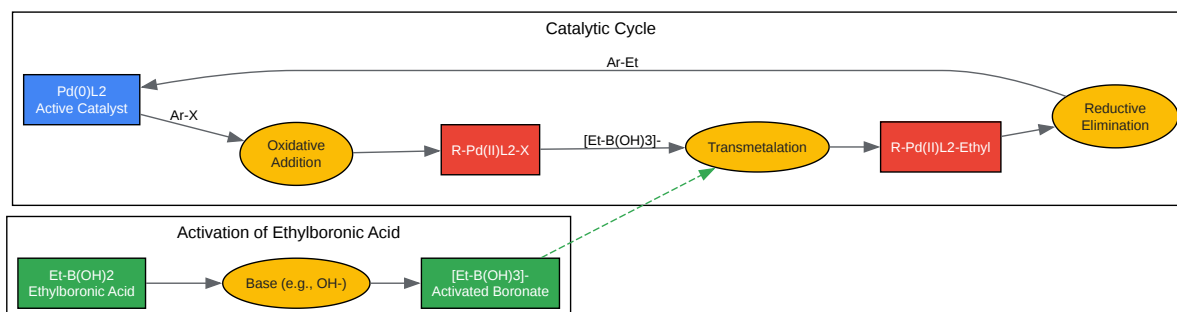 Catalytic Cycle
Ar-Et
Pd(0)L2
Active Catalyst
Ar-X
Oxidative
Addition
R-Pd(II)L2-X
[Et-B(OH)3]-
Transmetalation
R-Pd(II)L2-Ethyl
Reductive
Elimination
Activation of Ethylboronic Acid
Et-B(OH)2
Ethylboronic Acid
Base (e.g., OH-)
[Et-B(OH)3]-
Activated Boronate